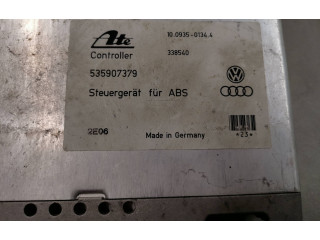 Ate
10.0935-0134.4
Controller
338540
535907379
Steuergerät für ABS
2E06
Made in Germany
*23*